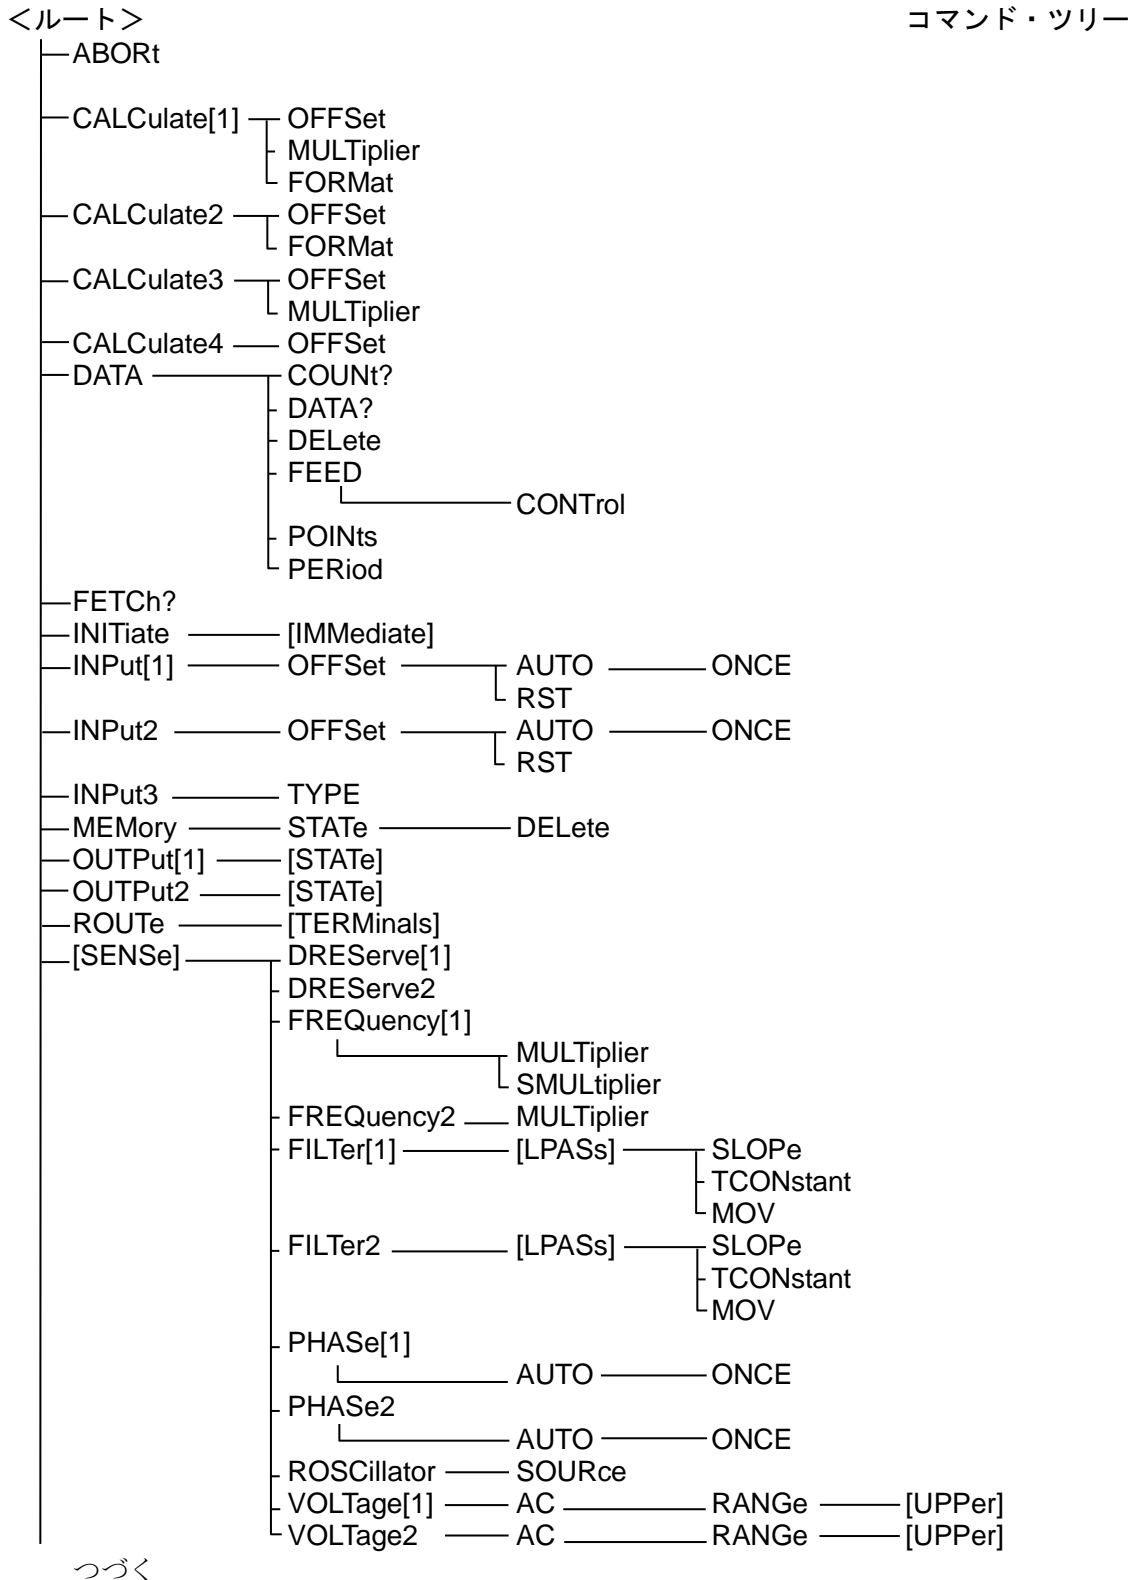 <ルート> コマンド・ツリー
ABORt
CALCulate[1] OFFSet
MULTiplier
FORMat
CALCulate2 OFFSet
FORMat
CALCulate3 OFFSet
MULTiplier
CALCulate4 OFFSet
DATA COUNt?
DATA?
DELete
FEED
CONTrol
POINts
PERiod
FETCh?
INITiate [IMMediate]
INPut[1] OFFSet AUTO ONCE
RST
INPut2 OFFSet AUTO ONCE
RST
INPut3 TYPE
MEMory STATe DELete
OUTPut[1] [STATe]
OUTPut2 [STATe]
ROUTe [TERMinals]
[SENSe] DREServe[1]
DREServe2
FREQuency[1]
MULTiplier
SMULtiplier
FREQuency2 MULTiplier
FILTer[1] [LPASs] SLOPe
TCONstant
MOV
FILTer2 [LPASs] SLOPe
TCONstant
MOV
PHASe[1]
AUTO ONCE
PHASe2
AUTO ONCE
ROSCillator SOURce
VOLTage[1] AC RANGe [UPPer]
VOLTage2 AC RANGe [UPPer]
つづく